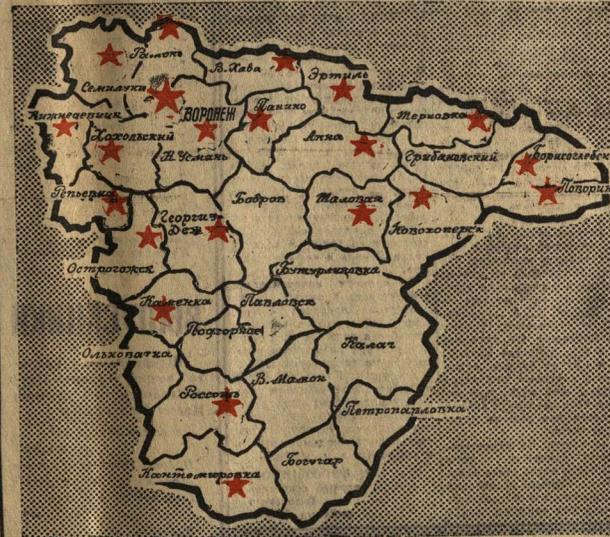 Рамонь
В. Хава
Эртиль
Семилуки
Нижнедевицк
ВОРОНЕЖ
Панино
Терновка
Хохольский
Н. Усмань
Анна
Грибановский
Борисоглебск
Поворин
Репьевка
Георгиу
Деж
Бобров
Таловая
Новохоперск
Острогожск
Бутурлиновка
Каменка
Павловск
Подгорное
Ольховатка
Калач
В. Мамон
Россошь
Петропавловка
Кантемировка
Богучар